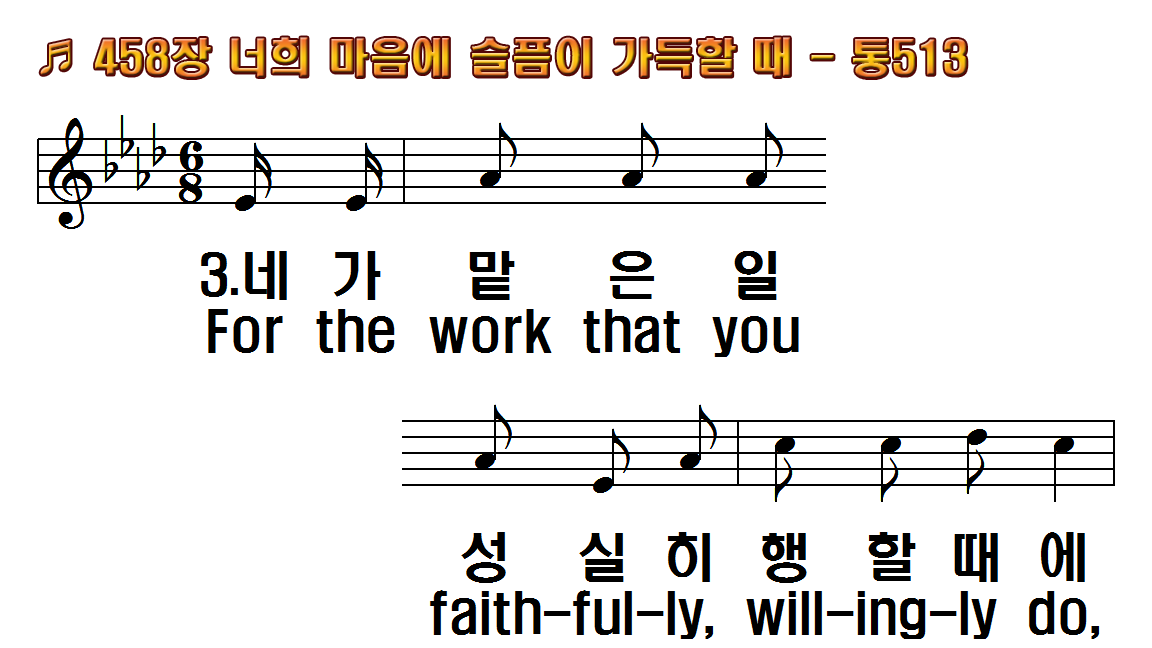 ♬ 458장 너희 마음에 슬픔이 가득할 때 - 통513
6
8
3.네 가 맡 은 일
For the work that you
성 실 히 행 할 때 에
faith-ful-ly, will-ing-ly do,